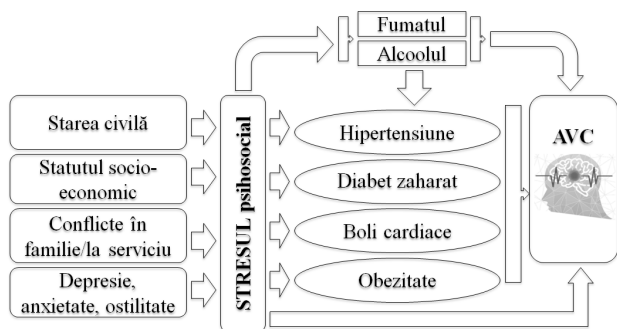 Fumatul
Alcoolul
Starea civilă
Statutul socio-
economic
Conflicte în
familie/la serviciu
Depresie,
anxietate, ostilitate
STRESUL psihosocial
Hipertensiune
Diabet zaharat
Boli cardiace
Obezitate
AVC